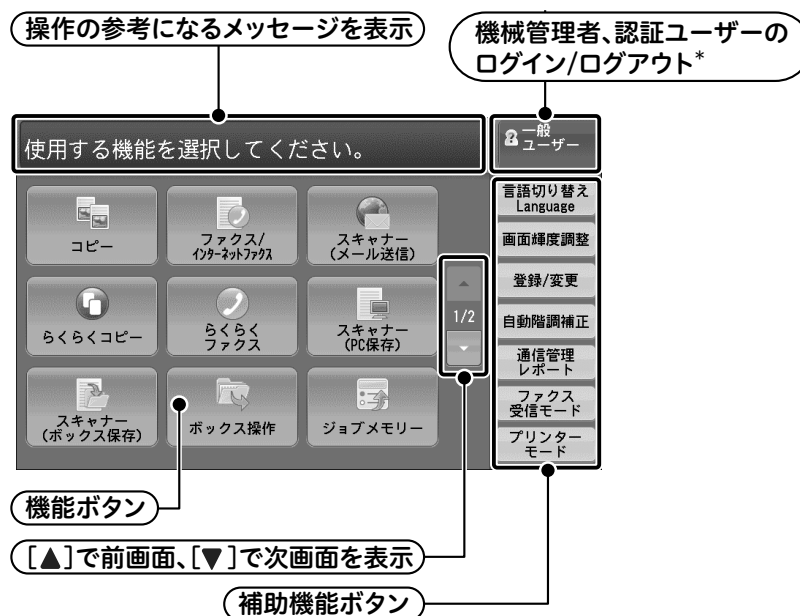 操作の参考になるメッセージを表示
機械管理者、認証ユーザーの
ログイン/ログアウト*
使用する機能を選択してください。
一般
ユーザー
コピー
ファクス/
インターネットファクス
スキャナー
(メール送信)
らくらくコピー
らくらく
ファクス
スキャナー
(PC保存)
スキャナー
(ボックス保存)
ボックス操作
ジョブメモリー
▲
1/2
▼
言語切り替え
Language
画面輝度調整
登録/変更
自動階調補正
通信管理
レポート
ファクス
受信モード
プリンター
モード
機能ボタン
[▲]で前画面、[▼]で次画面を表示
補助機能ボタン